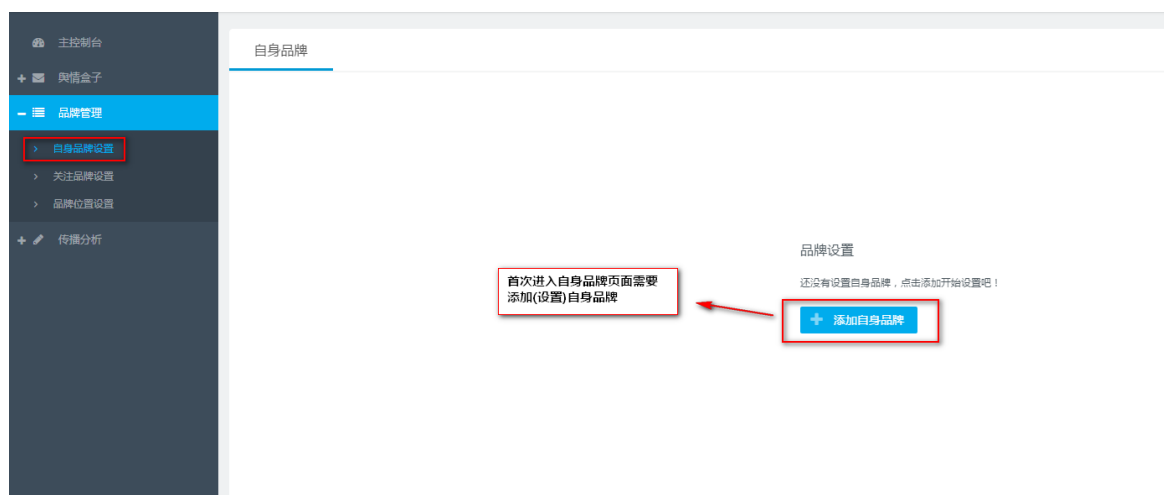 主控制台
舆情盒子
品牌管理
自身品牌设置
关注品牌设置
品牌位置设置
传播分析
自身品牌
品牌设置
还没有设置自身品牌，点击添加开始设置吧！
添加自身品牌
首次进入自身品牌页面需要
添加(设置)自身品牌